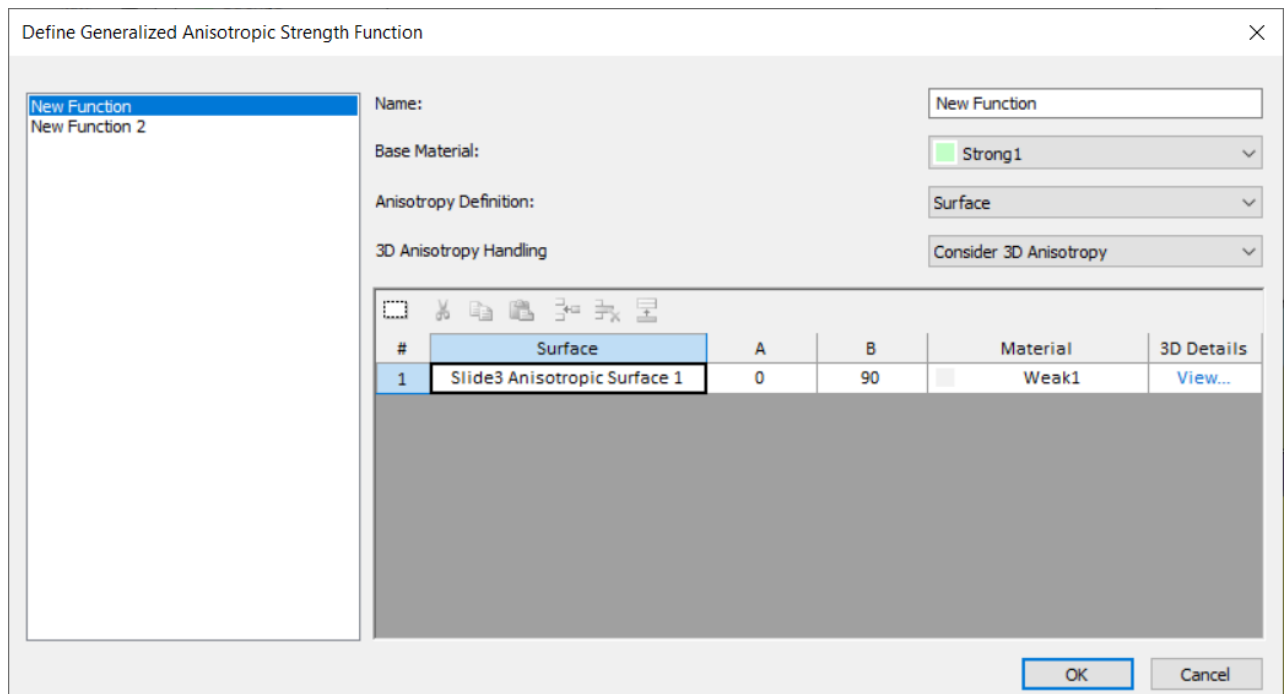 Define Generalized Anisotropic Strength Function
New Function
New Function 2
Name:
New Function
Base Material:
Strong1
Anisotropy Definition:
Surface
3D Anisotropy Handling
Consider 3D Anisotropy
# Surface A B Material 3D Details
1 Slide3 Anisotropic Surface 1 0 90 Weak1 View...
OK
Cancel